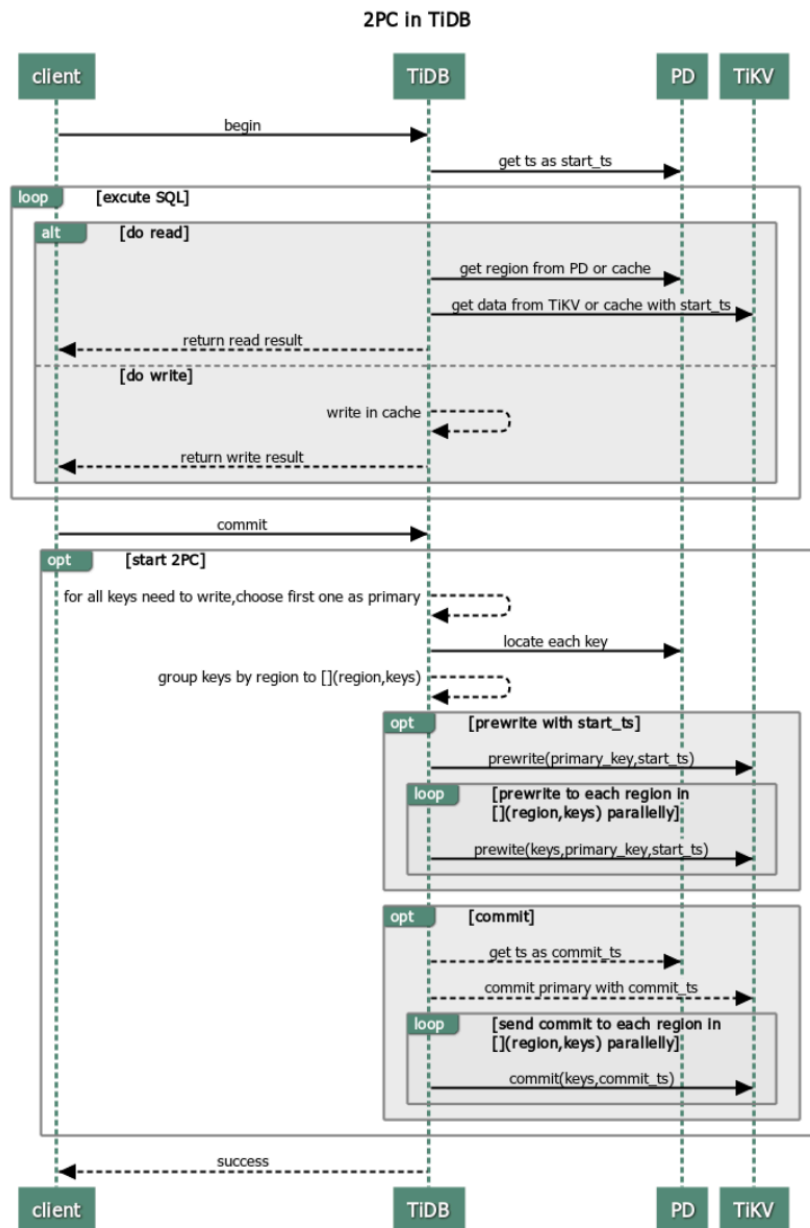 2PC in TiDB
client TiDB PD TiKV
begin
get ts as start_ts
loop [excute SQL]
alt [do read]
get region from PD or cache
get data from TiKV or cache with start_ts
return read result
[do write]
write in cache
return write result
commit
opt [start 2PC]
for all keys need to write,choose first one as primary
locate each key
group keys by region to [](region,keys)
opt [prewrite with start_ts]
prewrite(primary_key,start_ts)
loop [prewrite to each region in
[](region,keys) parallelly]
prewite(keys,primary_key,start_ts)
opt [commit]
get ts as commit_ts
commit primary with commit_ts
loop [send commit to each region in
[](region,keys) parallelly]
commit(keys,commit_ts)
success
client TiDB PD TiKV